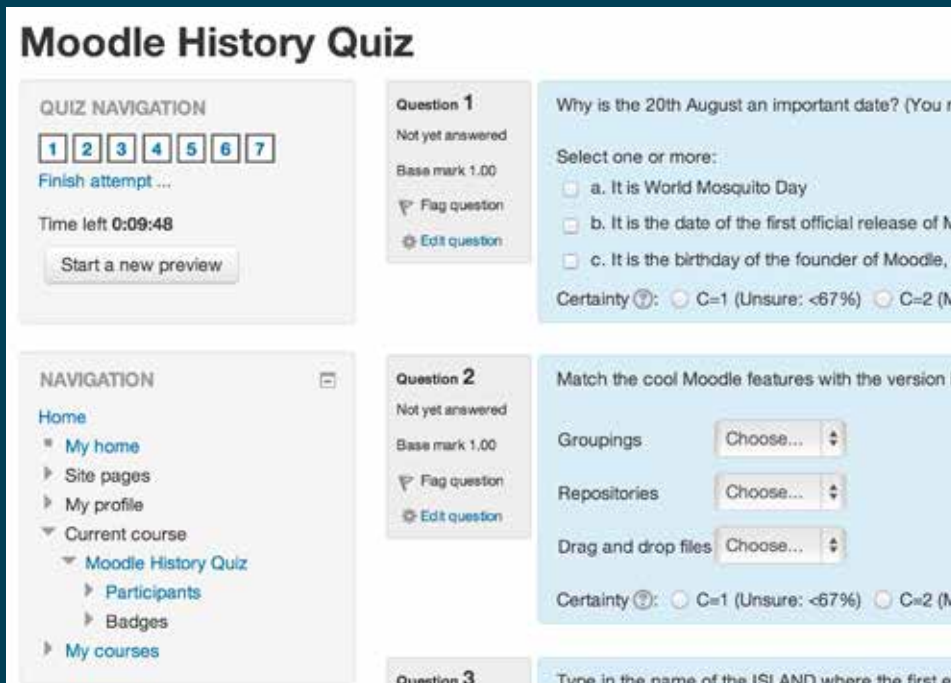 Moodle History Quiz
QUIZ NAVIGATION
1 2 3 4 5 6 7
Finish attempt ...
Time left 0:09:48
Start a new preview
NAVIGATION
Home
My home
Site pages
My profile
Current course
Moodle History Quiz
Participants
Badges
My courses
Question 1
Not yet answered
Base mark 1.00
Flag question
Edit question
Why is the 20th August an important date? (You
Select one or more:
a. It is World Mosquito Day
b. It is the date of the first official release of
c. It is the birthday of the founder of Moodle,
Certainty ?: C=1 (Unsure: <67%) C=2 (M
Question 2
Not yet answered
Base mark 1.00
Flag question
Edit question
Match the cool Moodle features with the version
Groupings Choose...
Repositories Choose...
Drag and drop files Choose...
Certainty ?: C=1 (Unsure: <67%) C=2 (M
Question 3
Type in the name of the ISLAND where the first